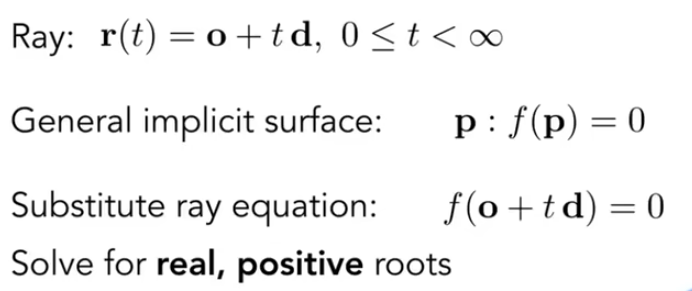 Ray: r(t) = o + t d, 0 ≤ t < ∞
General implicit surface: p : f(p) = 0
Substitute ray equation: f(o + t d) = 0
Solve for real, positive roots